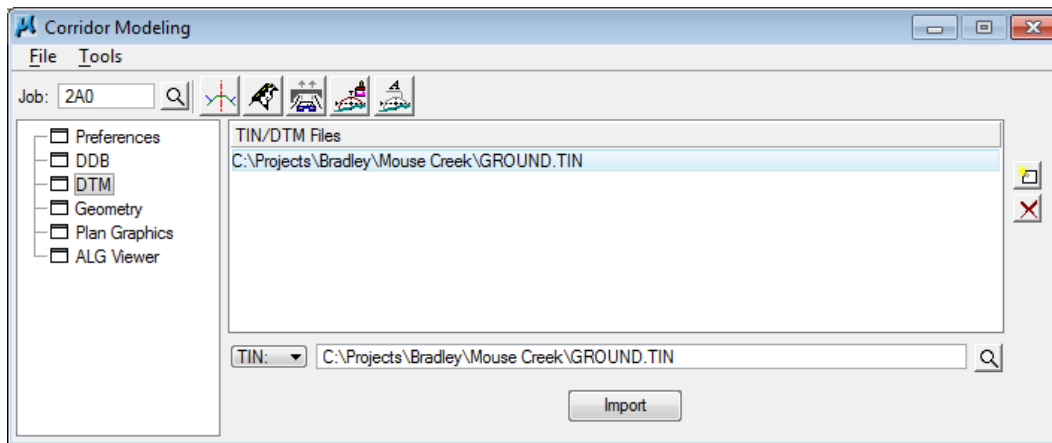 Corridor Modeling
File Tools
Job: 2A0
A
Preferences
DDB
DTM
Geometry
Plan Graphics
ALG Viewer
TIN/DTM Files
C:\Projects\Bradley\Mouse Creek\GROUND.TIN
TIN: C:\Projects\Bradley\Mouse Creek\GROUND.TIN
Import